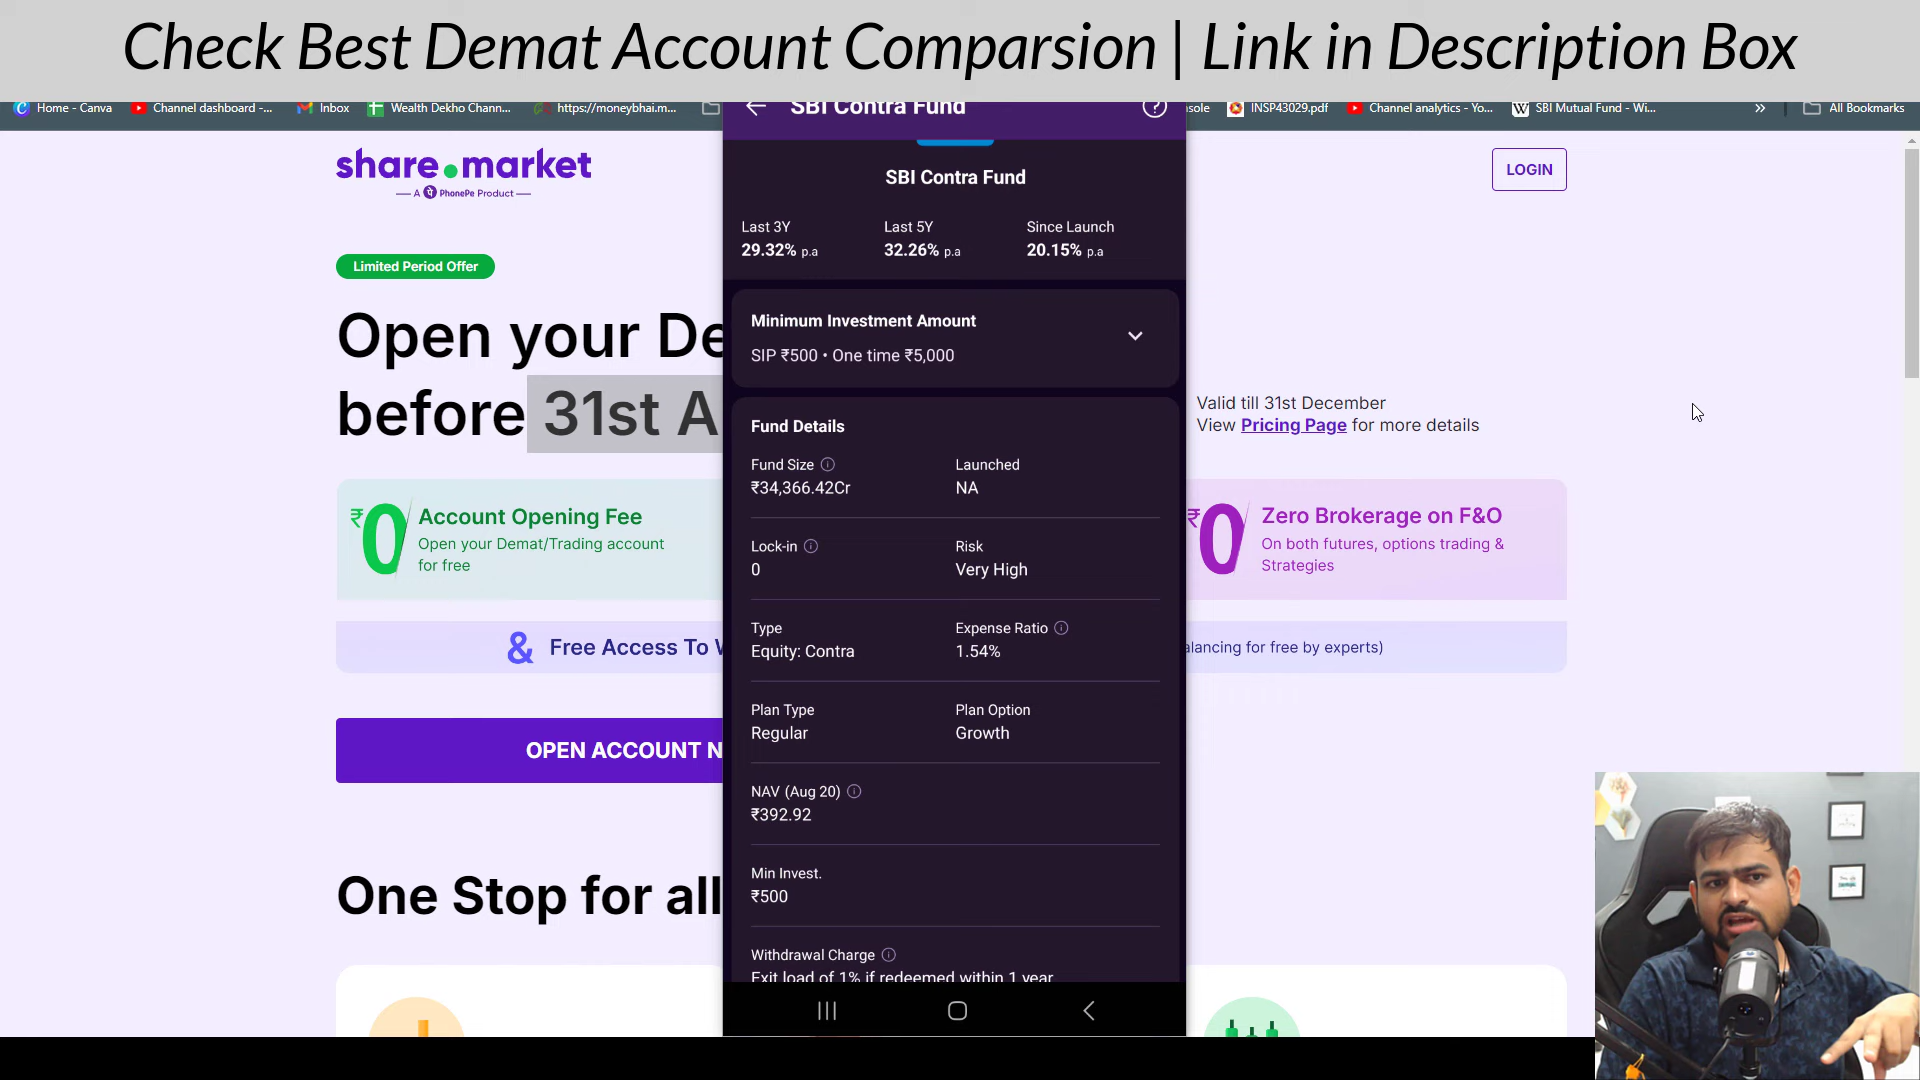 Check Best Demat Account Comparsion | Link in Description Box
Home - Canva
Channel dashboard -...
Inbox
Wealth Dekho Chann...
https://moneybhai.m...
INSP43029.pdf
Channel analytics - Yo...
SBI Mutual Fund - Wi...
»
All Bookmarks
share.market
A PhonePe Product
LOGIN
Limited Period Offer
Open your De
before 31st A
Valid till 31st December
View Pricing Page for more details
₹0
Account Opening Fee
Open your Demat/Trading account
for free
₹0
Zero Brokerage on F&O
On both futures, options trading &
Strategies
& Free Access To
alancing for free by experts)
OPEN ACCOUNT N
One Stop for all
SBI Contra Fund
SBI Contra Fund
Last 3Y
29.32% p.a
Last 5Y
32.26% p.a
Since Launch
20.15% p.a
Minimum Investment Amount
SIP ₹500 • One time ₹5,000
Fund Details
Fund Size
₹34,366.42Cr
Launched
NA
Lock-in
0
Risk
Very High
Type
Equity: Contra
Expense Ratio
1.54%
Plan Type
Regular
Plan Option
Growth
NAV (Aug 20)
₹392.92
Min Invest.
₹500
Withdrawal Charge
Exit load of 1% if redeemed within 1 year